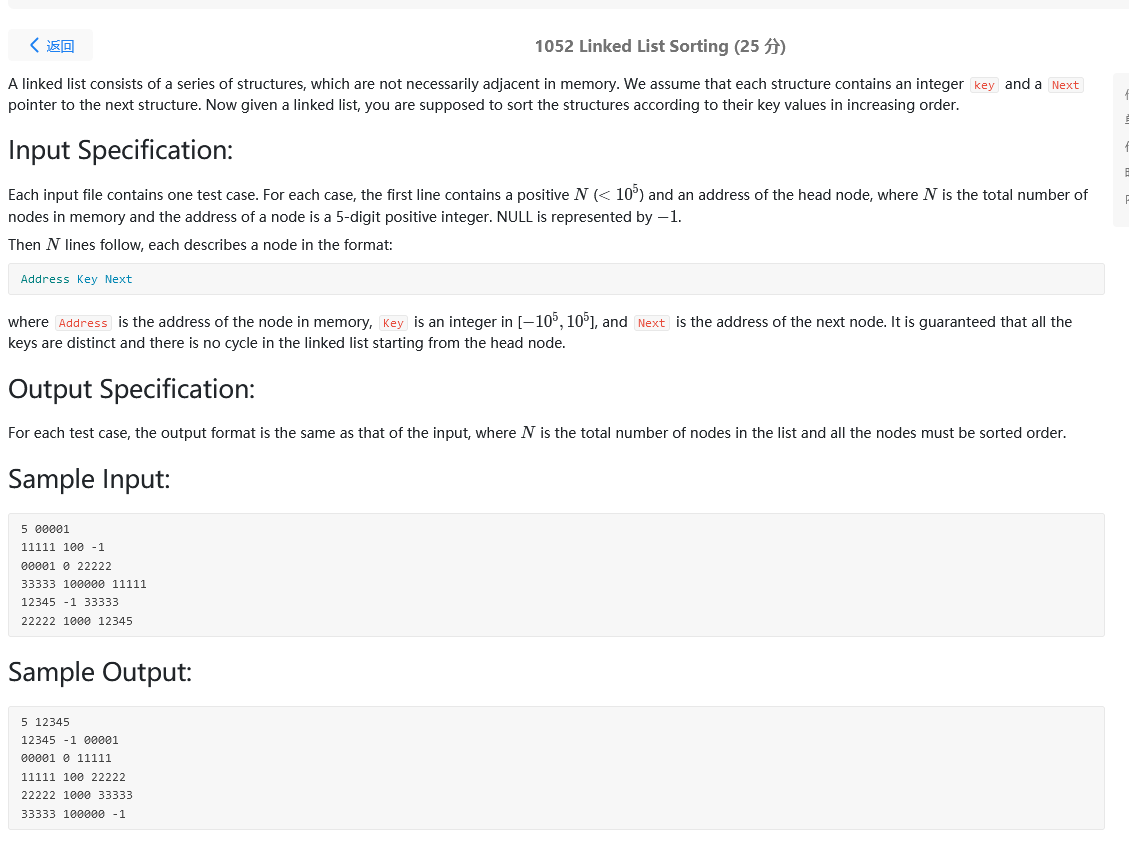 返回
1052 Linked List Sorting (25 分)
A linked list consists of a series of structures, which are not necessarily adjacent in memory. We assume that each structure contains an integer key and a Next
pointer to the next structure. Now given a linked list, you are supposed to sort the structures according to their key values in increasing order.
Input Specification:
Each input file contains one test case. For each case, the first line contains a positive N (< 10^5) and an address of the head node, where N is the total number of
nodes in memory and the address of a node is a 5-digit positive integer. NULL is represented by −1.
Then N lines follow, each describes a node in the format:
Address Key Next
where Address is the address of the node in memory, Key is an integer in [−10^5, 10^5], and Next is the address of the next node. It is guaranteed that all the
keys are distinct and there is no cycle in the linked list starting from the head node.
Output Specification:
For each test case, the output format is the same as that of the input, where N is the total number of nodes in the list and all the nodes must be sorted order.
Sample Input:
5 00001
11111 100 -1
00001 0 22222
33333 100000 11111
12345 -1 33333
22222 1000 12345
Sample Output:
5 12345
12345 -1 00001
00001 0 11111
11111 100 22222
22222 1000 33333
33333 100000 -1